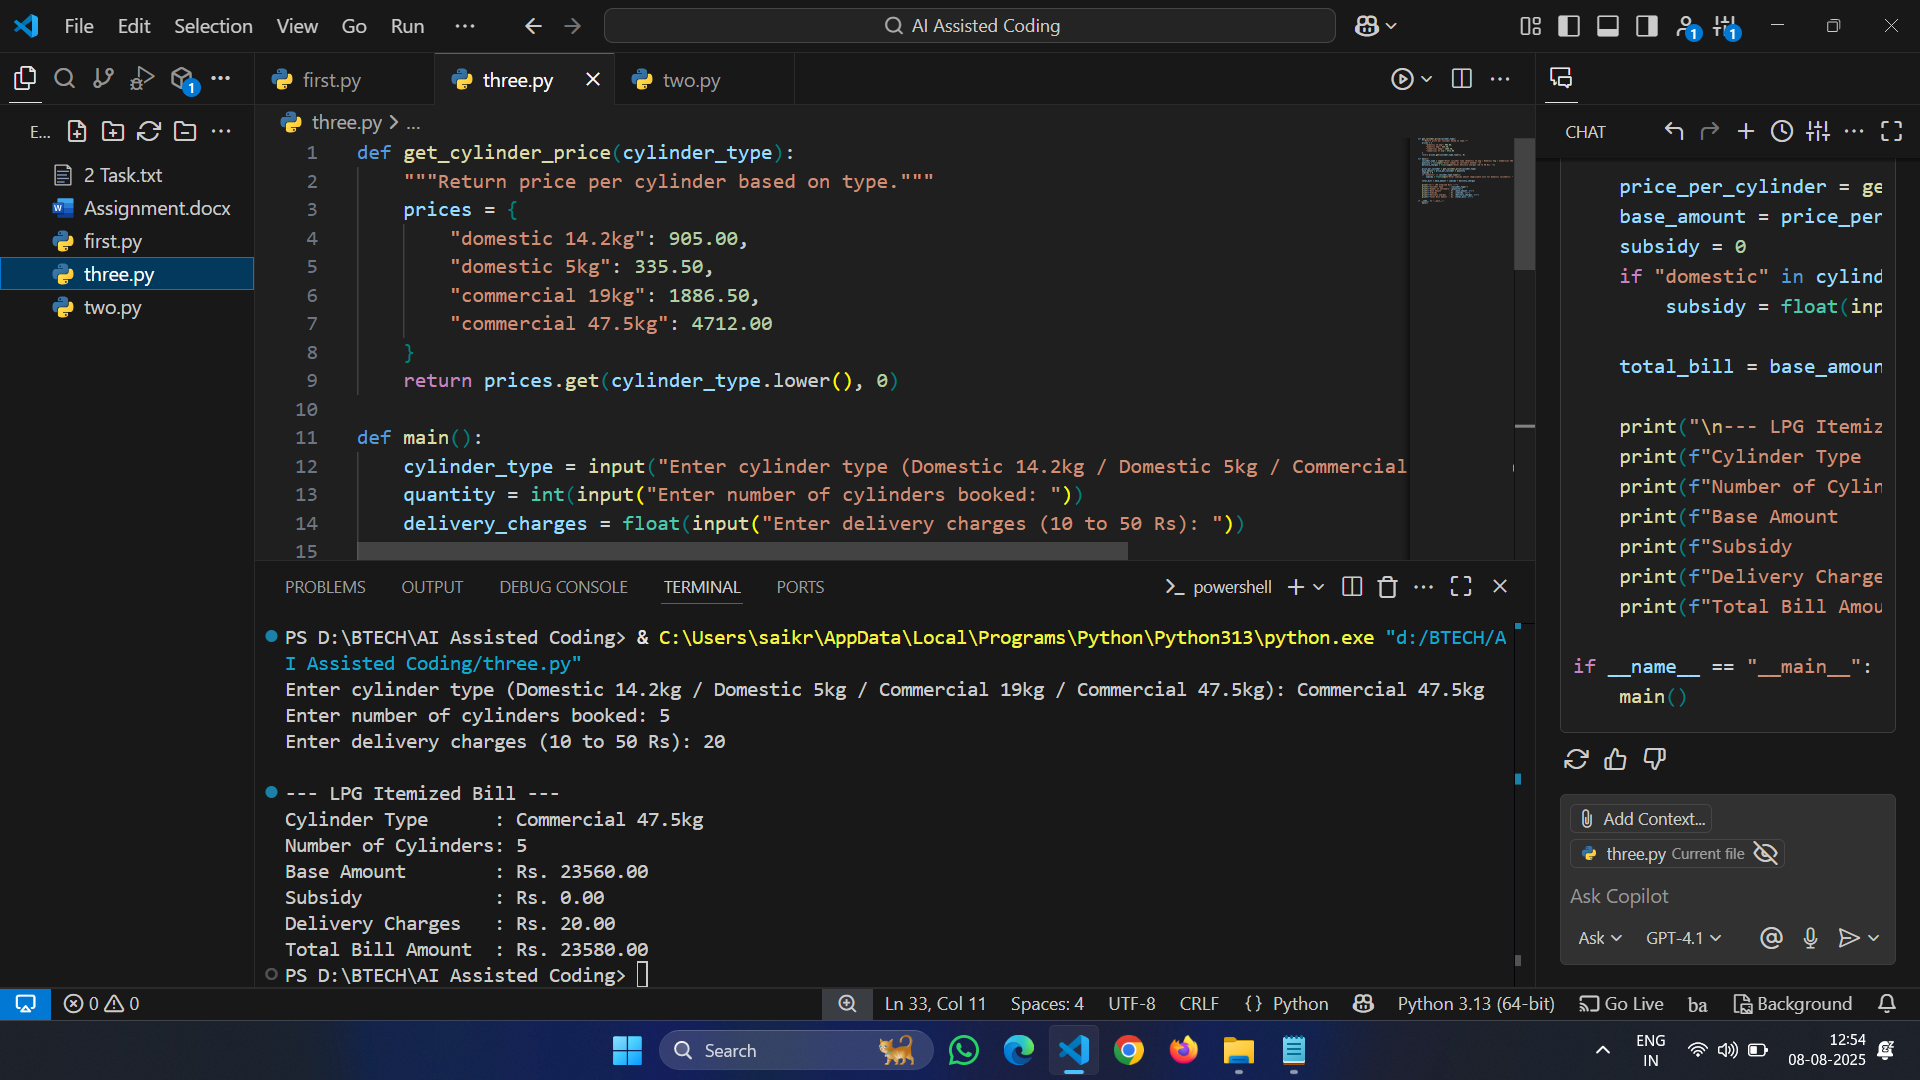 File Edit Selection View Go Run ···
AI Assisted Coding
1
1
1
first.py
three.py
two.py
E...
2 Task.txt
Assignment.docx
first.py
three.py
two.py
three.py > ...
1 def get_cylinder_price(cylinder_type):
2 """Return price per cylinder based on type."""
3 prices = {
4 "domestic 14.2kg": 905.00,
5 "domestic 5kg": 335.50,
6 "commercial 19kg": 1886.50,
7 "commercial 47.5kg": 4712.00
8 }
9 return prices.get(cylinder_type.lower(), 0)
10
11 def main():
12 cylinder_type = input("Enter cylinder type (Domestic 14.2kg / Domestic 5kg / Commercial
13 quantity = int(input("Enter number of cylinders booked: "))
14 delivery_charges = float(input("Enter delivery charges (10 to 50 Rs): "))
15
PROBLEMS OUTPUT DEBUG CONSOLE TERMINAL PORTS
powershell
PS D:\BTECH\AI Assisted Coding> & C:\Users\saikr\AppData\Local\Programs\Python\Python313\python.exe "d:/BTECH/A
I Assisted Coding/three.py"
Enter cylinder type (Domestic 14.2kg / Domestic 5kg / Commercial 19kg / Commercial 47.5kg): Commercial 47.5kg
Enter number of cylinders booked: 5
Enter delivery charges (10 to 50 Rs): 20
--- LPG Itemized Bill ---
Cylinder Type : Commercial 47.5kg
Number of Cylinders: 5
Base Amount : Rs. 23560.00
Subsidy : Rs. 0.00
Delivery Charges : Rs. 20.00
Total Bill Amount : Rs. 23580.00
PS D:\BTECH\AI Assisted Coding>
CHAT
price_per_cylinder = ge
base_amount = price_per
subsidy = 0
if "domestic" in cylind
subsidy = float(inp
total_bill = base_amoun
print("\n--- LPG Itemiz
print(f"Cylinder Type
print(f"Number of Cylin
print(f"Base Amount
print(f"Subsidy
print(f"Delivery Charge
print(f"Total Bill Amou
if __name__ == "__main__":
main()
Add Context...
three.py Current file
Ask Copilot
Ask GPT-4.1
0 0
Ln 33, Col 11 Spaces: 4 UTF-8 CRLF {} Python Python 3.13 (64-bit) Go Live ba Background
Search
ENG
IN
12:54
08-08-2025